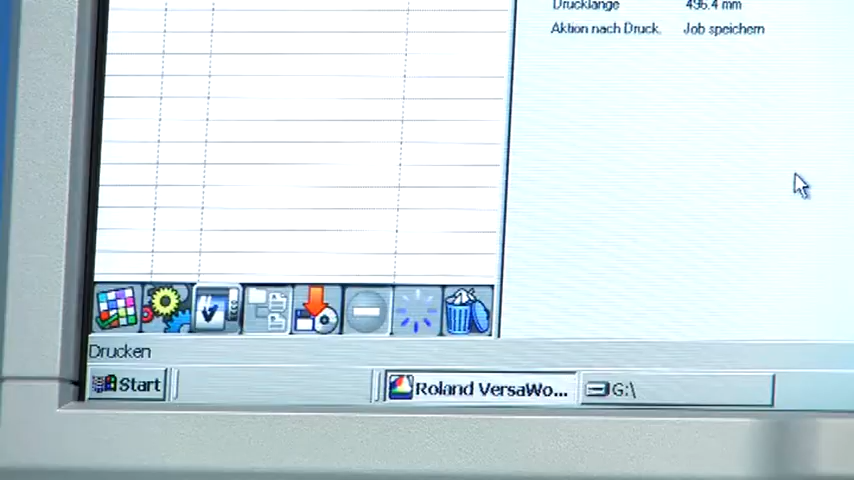 Drucklänge 496.4 mm
Aktion nach Druck. Job speichern
Drucken
Start
Roland VersaWo...
G:\